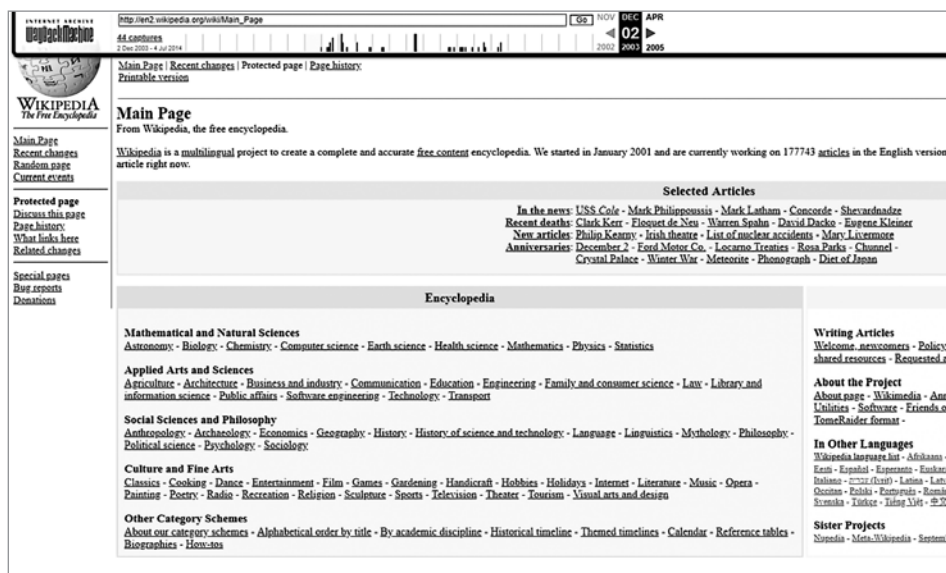 INTERNET ARCHIVE
WayBackMachine
http://en2.wikipedia.org/wiki/Main_Page
Go
NOV DEC APR
44 captures
02
2 Dec 2003 - 4 Jul 2014
2002 2003 2005
Main Page | Recent changes | Protected page | Page history
Printable version
WIKIPEDIA
The Free Encyclopedia
Main Page
Recent changes
Random page
Current events
Protected page
Discuss this page
Page history
What links here
Related changes
Special pages
Bug reports
Donations
Main Page
From Wikipedia, the free encyclopedia.
Wikipedia is a multilingual project to create a complete and accurate free content encyclopedia. We started in January 2001 and are currently working on 177743 articles in the English version
article right now.
Selected Articles
In the news: USS Cole - Mark Philippoussis - Mark Latham - Concorde - Shevardnadze
Recent deaths: Clark Kerr - Floquet de Neu - Warren Spahn - David Dacko - Eugene Kleiner
New articles: Philip Kearny - Irish theatre - List of nuclear accidents - Mary Livermore
Anniversaries: December 2 - Ford Motor Co. - Locarno Treaties - Rosa Parks - Chunnel -
Crystal Palace - Winter War - Meteorite - Phonograph - Diet of Japan
Encyclopedia
Mathematical and Natural Sciences
Astronomy - Biology - Chemistry - Computer science - Earth science - Health science - Mathematics - Physics - Statistics
Applied Arts and Sciences
Agriculture - Architecture - Business and industry - Communication - Education - Engineering - Family and consumer science - Law - Library and
information science - Public affairs - Software engineering - Technology - Transport
Social Sciences and Philosophy
Anthropology - Archaeology - Economics - Geography - History - History of science and technology - Language - Linguistics - Mythology - Philosophy -
Political science - Psychology - Sociology
Culture and Fine Arts
Classics - Cooking - Dance - Entertainment - Film - Games - Gardening - Handicraft - Hobbies - Holidays - Internet - Literature - Music - Opera -
Painting - Poetry - Radio - Recreation - Religion - Sculpture - Sports - Television - Theater - Tourism - Visual arts and design
Other Category Schemes
About our category schemes - Alphabetical order by title - By academic discipline - Historical timeline - Themed timelines - Calendar - Reference tables -
Biographies - How-tos
Writing Articles
Welcome, newcomers - Policy
shared resources - Requested a
About the Project
About page - Wikimedia - Ann
Utilities - Software - Friends o
TomeRaider format -
In Other Languages
Wikipedia language list - Afrikaans -
Eesti - Español - Esperanto - Euskar
Italiano - עברית (Ivrit) - Latina - Latv
Occitan - Polski - Português - Româ
Svenska - Türkçe - Tiếng Việt - 中文
Sister Projects
Nupedia - Meta-Wikipedia - Septem